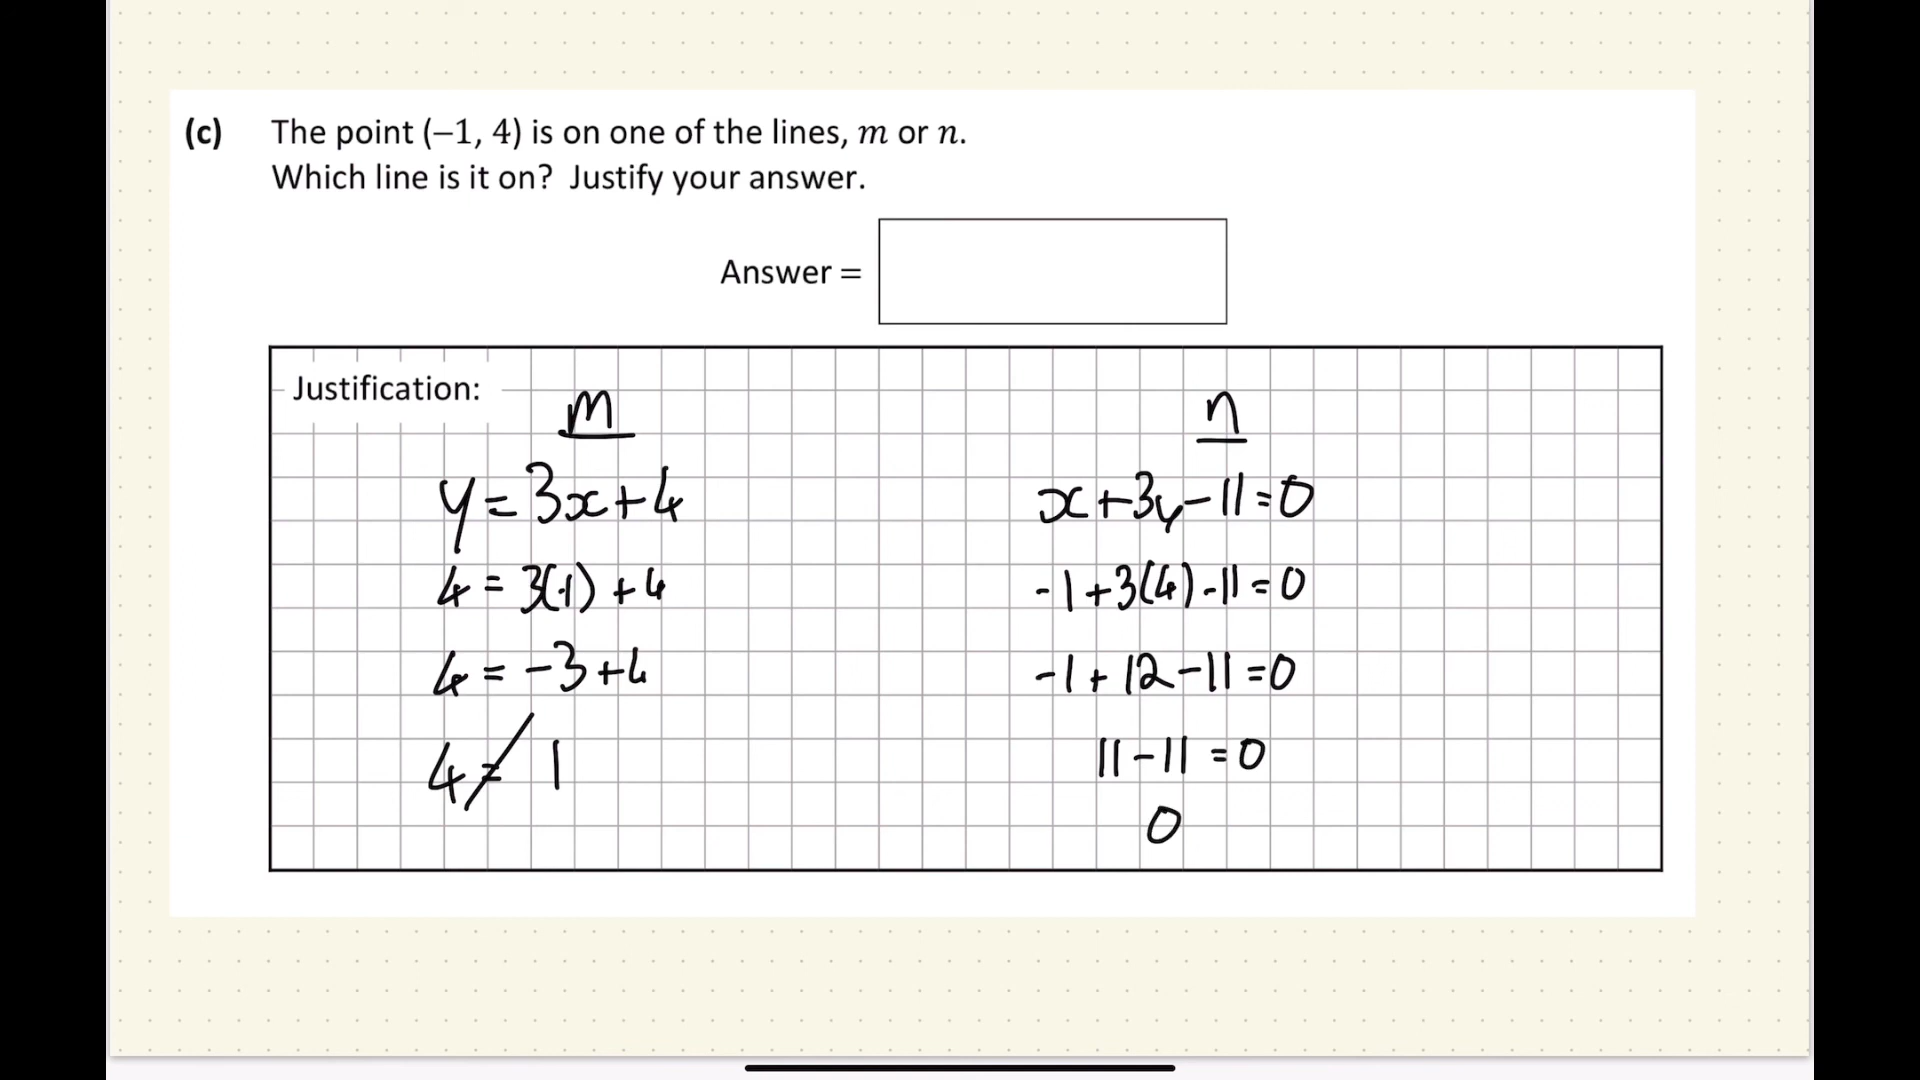 (c) The point (–1, 4) is on one of the lines, m or n.
Which line is it on? Justify your answer.
Answer =
Justification:
m
y = 3x + 4
4 = 3(-1) + 4
4 = -3 + 4
4 ≠ 1
n
x + 3y - 11 = 0
-1 + 3(4) - 11 = 0
-1 + 12 - 11 = 0
11 - 11 = 0
0